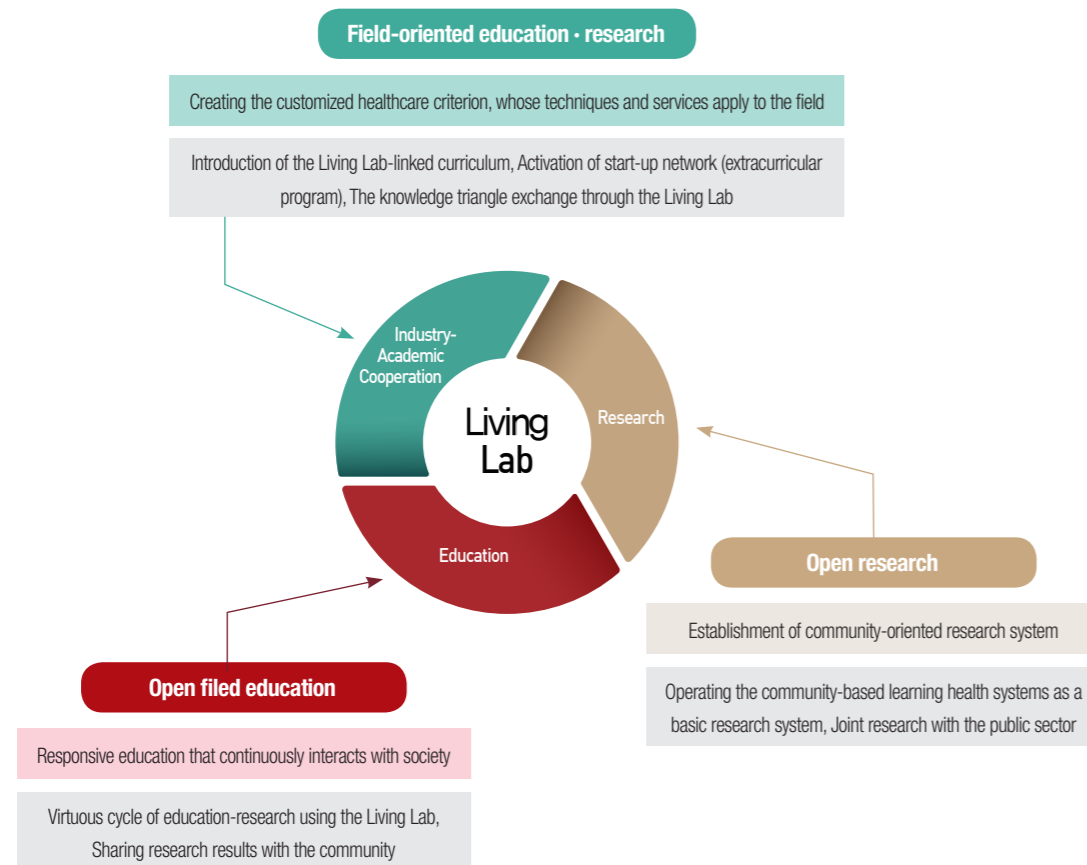 Field-oriented education · research
Creating the customized healthcare criterion, whose techniques and services apply to the field
Introduction of the Living Lab-linked curriculum, Activation of start-up network (extracurricular
program), The knowledge triangle exchange through the Living Lab
Industry-
Academic
Cooperation
Research
Living
Lab
Education
Open research
Establishment of community-oriented research system
Operating the community-based learning health systems as a
basic research system, Joint research with the public sector
Open filed education
Responsive education that continuously interacts with society
Virtuous cycle of education-research using the Living Lab,
Sharing research results with the community